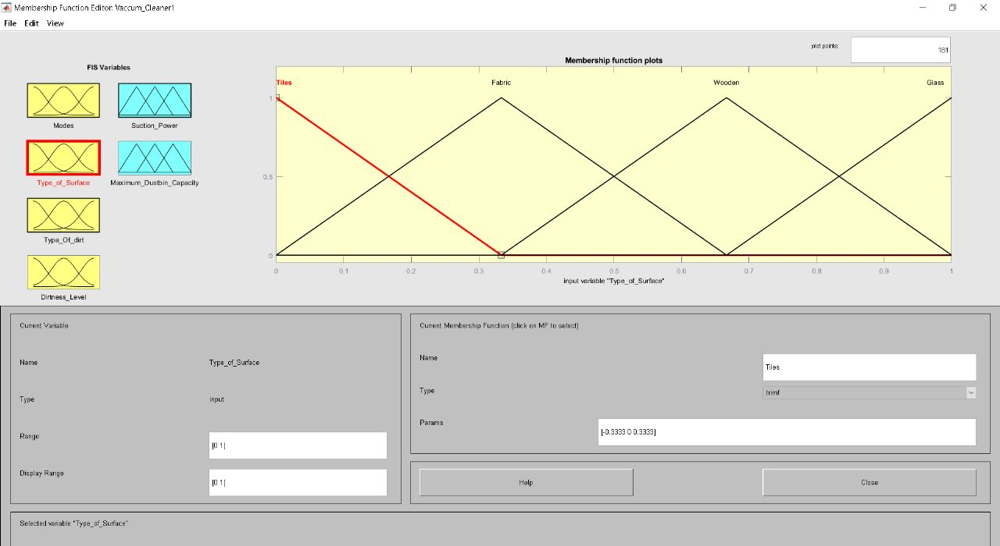 Membership Function Editor: Vaccum_Cleaner1
File Edit View
FIS Variables
Modes
Suction_Power
Type_of_Surface
Maximum_Dustbin_Capacity
Type_Of_dirt
Dirtness_Level
plot points:
181
Membership function plots
Tiles Fabric Wooden Glass
1
0.5
0
0 0.1 0.2 0.3 0.4 0.5 0.6 0.7 0.8 0.9 1
input variable "Type_of_Surface"
Current Variable
Name Type_of_Surface
Type input
Range [0 1]
Display Range [0 1]
Current Membership Function (click on MF to select)
Name Tiles
Type trimf
Params [-0.3333 0 0.3333]
Help Close
Selected variable "Type_of_Surface"